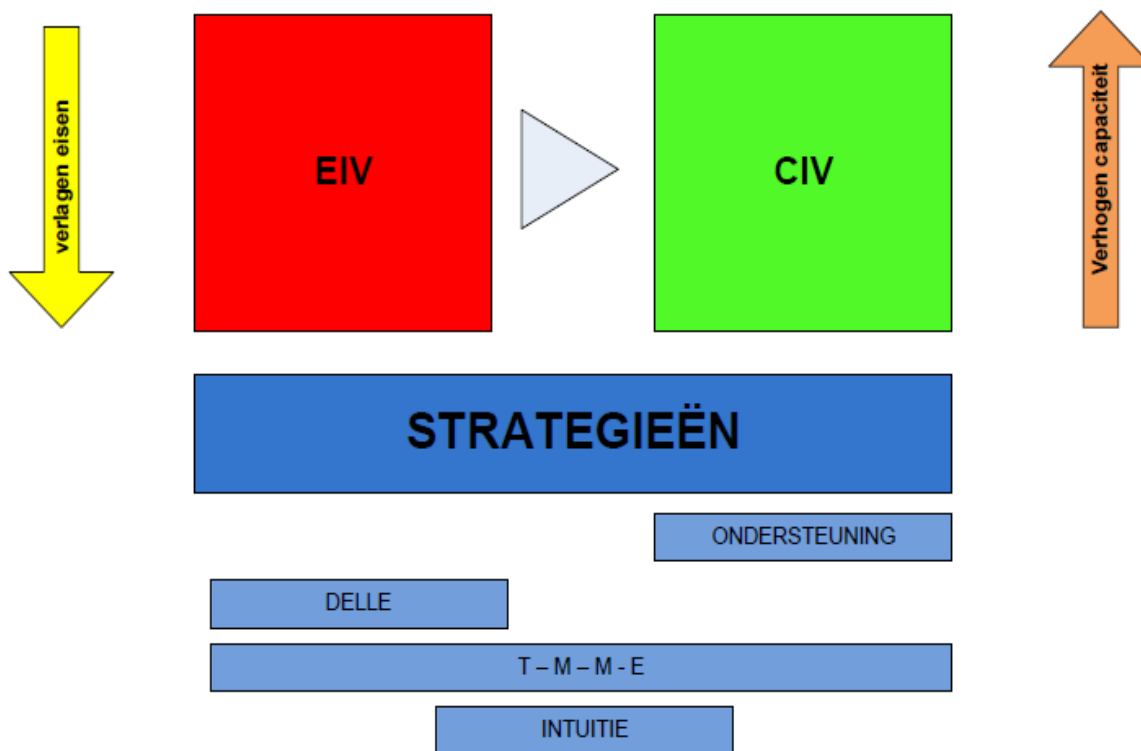 verlagen eisen
EIV
CIV
Verhogen capaciteit
STRATEGIEËN
ONDERSTEUNING
DELLE
T – M – M - E
INTUITIE